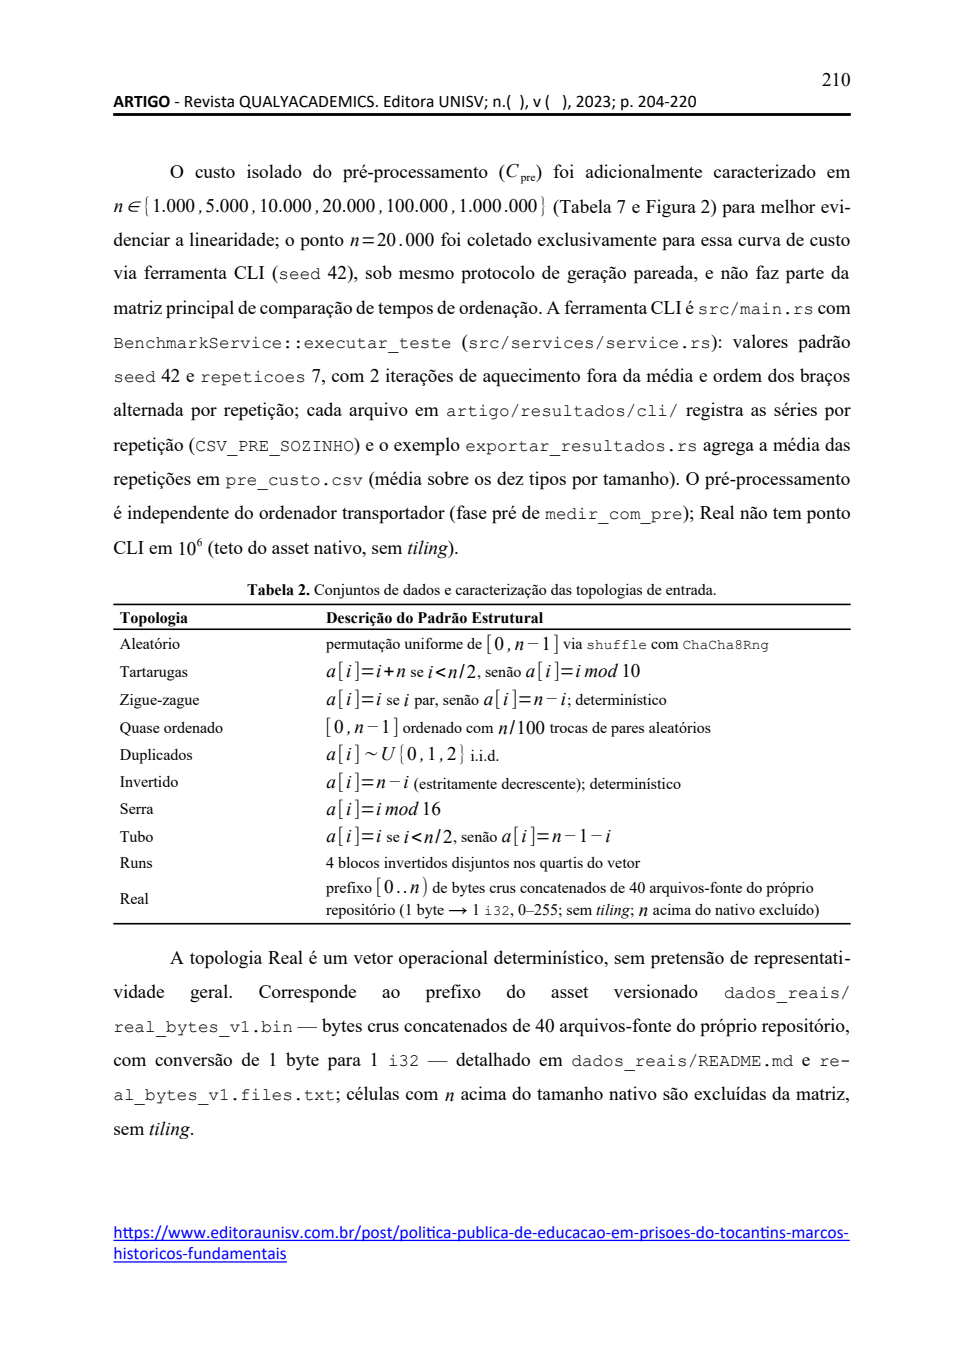 210
ARTIGO - Revista QUALYACADEMICS. Editora UNISV; n.( ), v ( ), 2023; p. 204-220
O custo isolado do pré-processamento (C pre) foi adicionalmente caracterizado em
n∈{1.000,5.000,10.000,20.000,100.000,1.000.000} (Tabela 7 e Figura 2) para melhor evi-
denciar a linearidade; o ponto n=20.000 foi coletado exclusivamente para essa curva de custo
via ferramenta CLI (seed 42), sob mesmo protocolo de geração pareada, e não faz parte da
matriz principal de comparação de tempos de ordenação. A ferramenta CLI é src/main.rs com
BenchmarkService::executar_teste (src/services/service.rs): valores padrão
seed 42 e repeticoes 7, com 2 iterações de aquecimento fora da média e ordem dos braços
alternada por repetição; cada arquivo em artigo/resultados/cli/ registra as séries por
repetição (CSV_PRE_SOZINHO) e o exemplo exportar_resultados.rs agrega a média das
repetições em pre_custo.csv (média sobre os dez tipos por tamanho). O pré-processamento
é independente do ordenador transportador (fase pré de medir_com_pre); Real não tem ponto
CLI em 10⁶ (teto do asset nativo, sem tiling).
Tabela 2. Conjuntos de dados e caracterização das topologias de entrada.
Topologia Descrição do Padrão Estrutural
Aleatório permutação uniforme de [0,n−1] via shuffle com ChaCha8Rng
Tartarugas a[i]=i+n se i<n/2, senão a[i]=i mod 10
Zigue-zague a[i]=i se i par, senão a[i]=n−i; determinístico
Quase ordenado [0,n−1] ordenado com n/100 trocas de pares aleatórios
Duplicados a[i]~U{0,1,2} i.i.d.
Invertido a[i]=n−i (estritamente decrescente); determinístico
Serra a[i]=i mod 16
Tubo a[i]=i se i<n/2, senão a[i]=n−1−i
Runs 4 blocos invertidos disjuntos nos quartis do vetor
Real prefixo [0..n) de bytes crus concatenados de 40 arquivos-fonte do próprio
repositório (1 byte ⟶ 1 i32, 0–255; sem tiling; n acima do nativo excluído)
A topologia Real é um vetor operacional determinístico, sem pretensão de representati-
vidade geral. Corresponde ao prefixo do asset versionado dados_reais/
real_bytes_v1.bin — bytes crus concatenados de 40 arquivos-fonte do próprio repositório,
com conversão de 1 byte para 1 i32 — detalhado em dados_reais/README.md e re-
al_bytes_v1.files.txt; células com n acima do tamanho nativo são excluídas da matriz,
sem tiling.
https://www.editoraunisv.com.br/post/politica-publica-de-educacao-em-prisoes-do-tocantins-marcos-
historicos-fundamentais